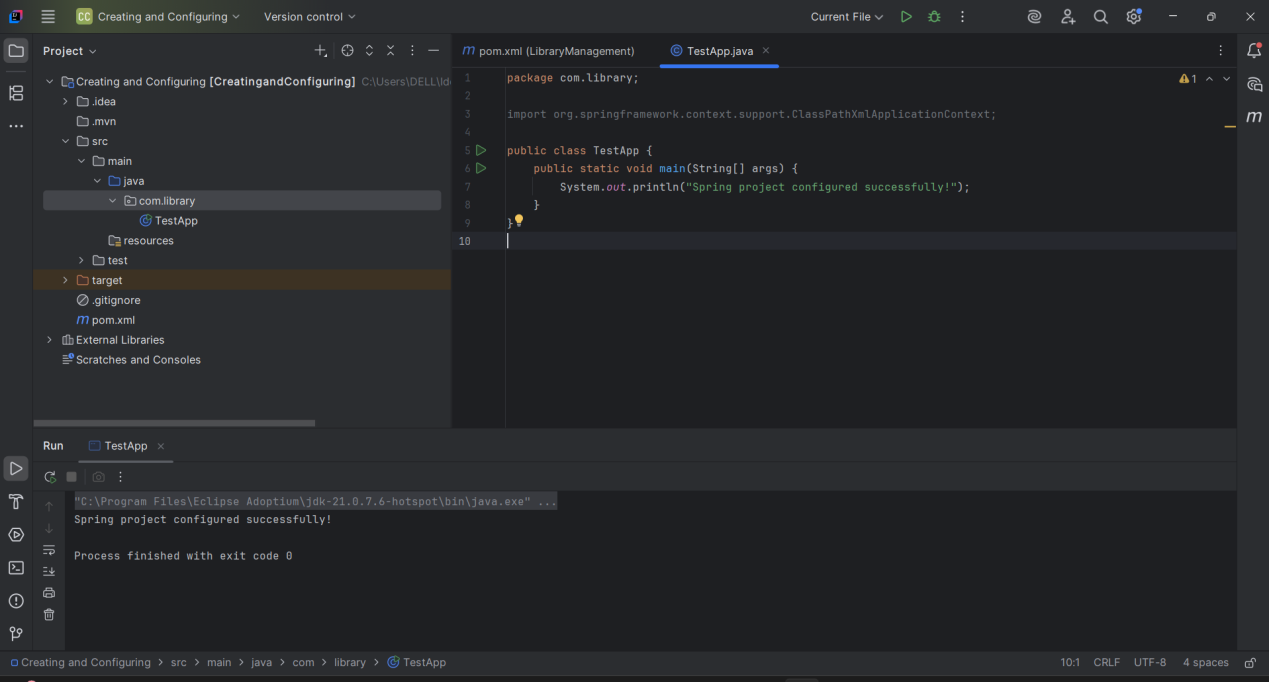 CC Creating and Configuring
Version control
Current File
Project
Creating and Configuring [CreatingandConfiguring] C:\Users\DELL\Id
.idea
.mvn
src
main
java
com.library
TestApp
resources
test
target
.gitignore
m pom.xml
External Libraries
Scratches and Consoles
m pom.xml (LibraryManagement)
© TestApp.java
1 package com.library;
2
3 import org.springframework.context.support.ClassPathXmlApplicationContext;
4
5 public class TestApp {
6 public static void main(String[] args) {
7 System.out.println("Spring project configured successfully!");
8 }
9 }
10
1
m
Run
TestApp
"C:\Program Files\Eclipse Adoptium\jdk-21.0.7.6-hotspot\bin\java.exe" ...
Spring project configured successfully!
Process finished with exit code 0
Creating and Configuring > src > main > java > com > library > TestApp
10:1 CRLF UTF-8 4 spaces